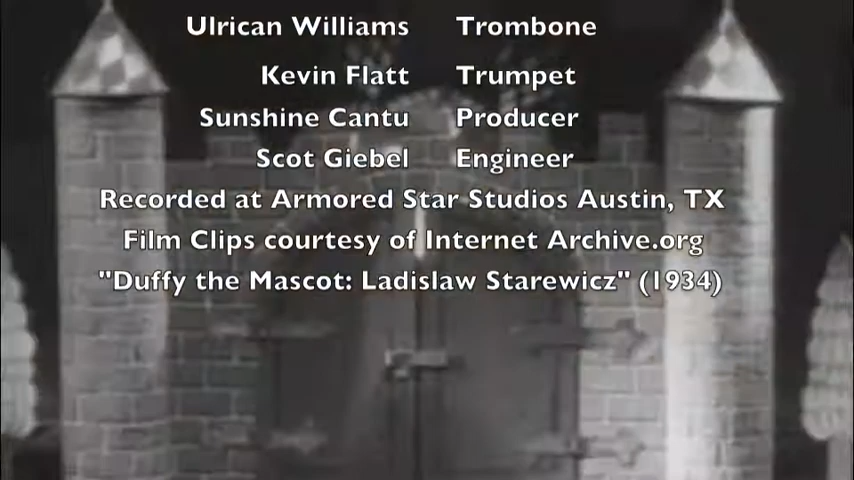 Ulrican Williams Trombone
Kevin Flatt Trumpet
Sunshine Cantu Producer
Scot Giebel Engineer
Recorded at Armored Star Studios Austin, TX
Film Clips courtesy of Internet Archive.org
"Duffy the Mascot: Ladislaw Starewicz" (1934)